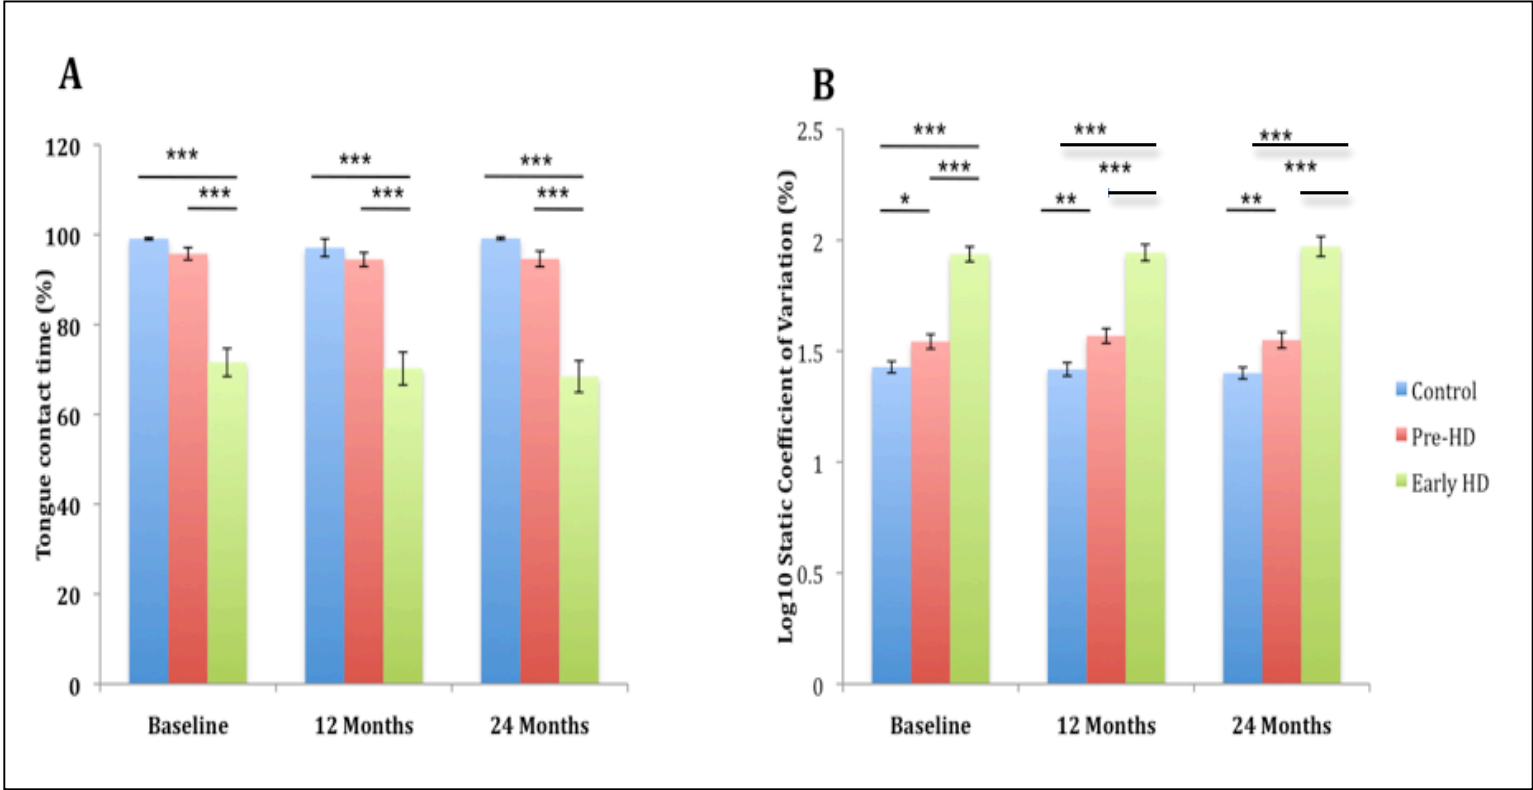 A
Tongue contact time (%)
120
100
80
60
40
20
0
***
***
***
***
***
***
Baseline
12 Months
24 Months
B
Log10 Static Coefficient of Variation (%)
2.5
2
1.5
1
0.5
0
***
***
*
***
***
**
***
***
**
Baseline
12 Months
24 Months
Control
Pre-HD
Early HD